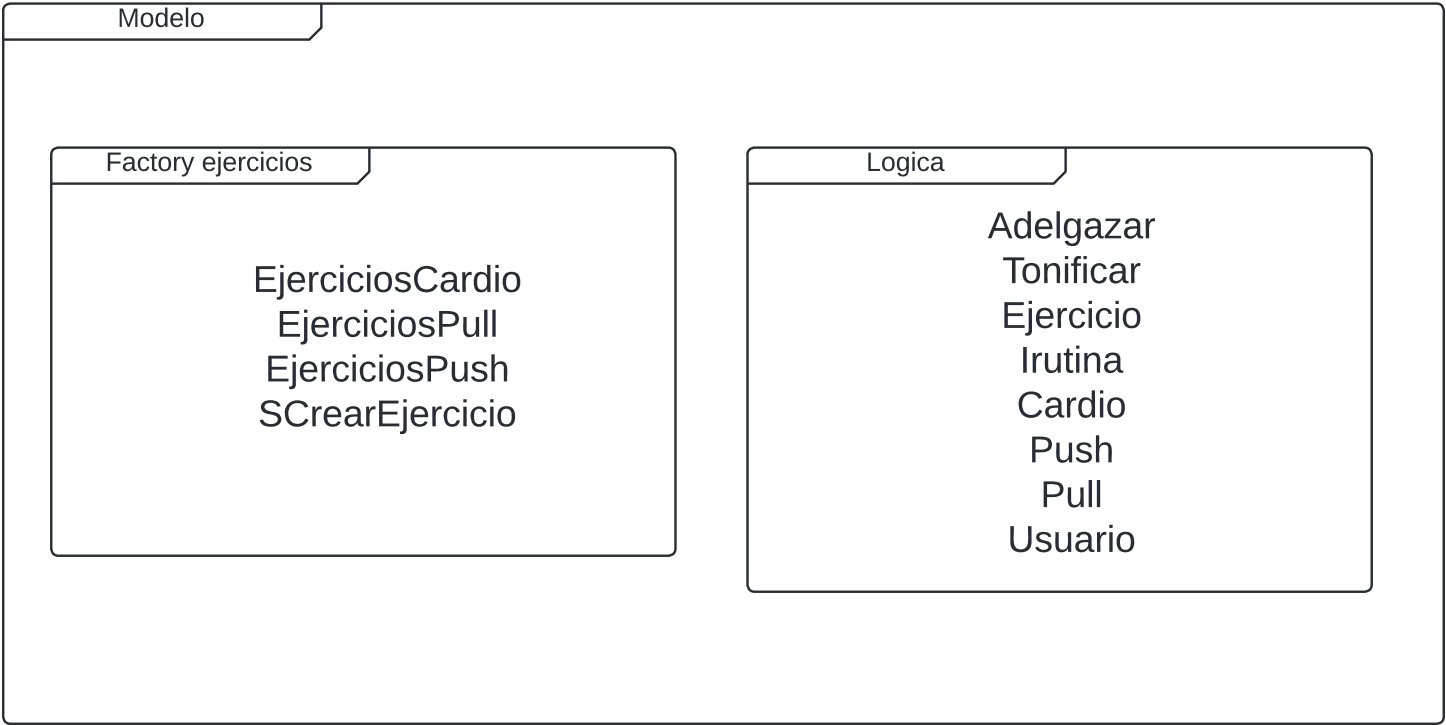 Modelo
Factory ejercicios
EjerciciosCardio
EjerciciosPull
EjerciciosPush
SCrearEjercicio
Logica
Adelgazar
Tonificar
Ejercicio
Irutina
Cardio
Push
Pull
Usuario